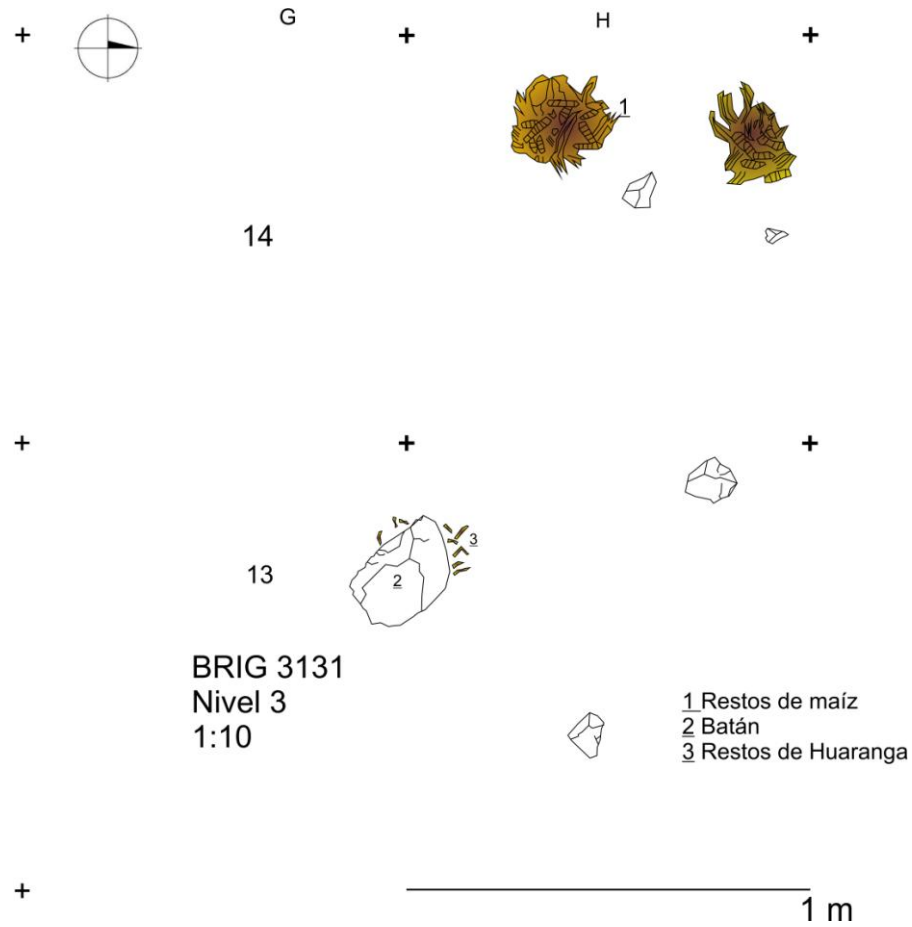 G
H
1
14
3
13
2
BRIG 3131
Nivel 3
1:10
1 Restos de maíz
2 Batán
3 Restos de Huaranga
1 m